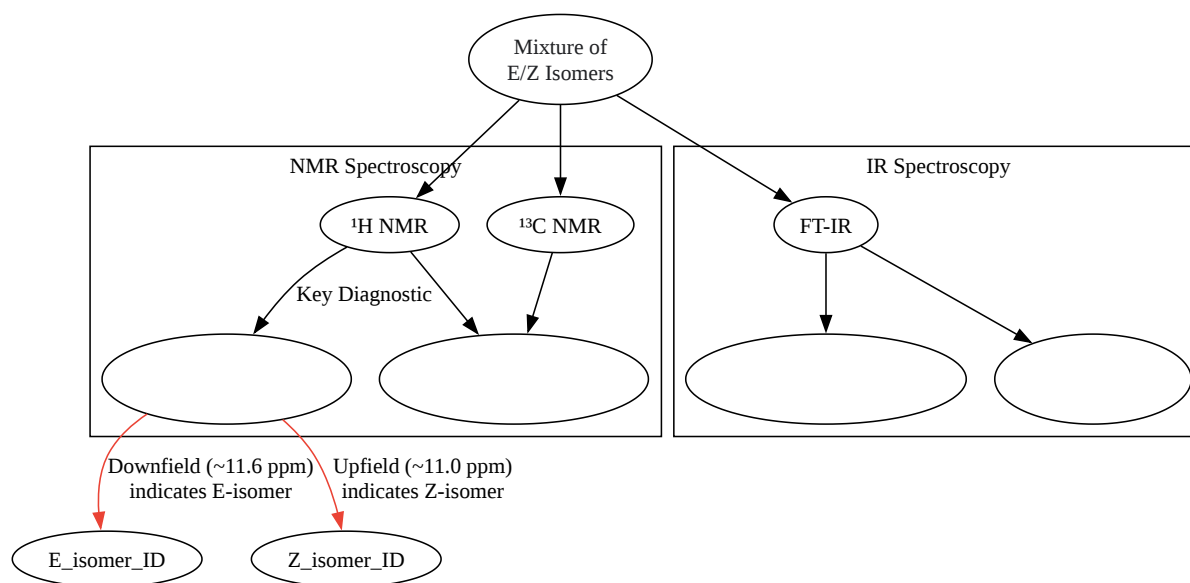 Mixture of
E/Z Isomers
NMR Spectroscopy
IR Spectroscopy
¹H NMR
¹³C NMR
FT-IR
Key Diagnostic
Downfield (~11.6 ppm)
indicates E-isomer
Upfield (~11.0 ppm)
indicates Z-isomer
E_isomer_ID
Z_isomer_ID